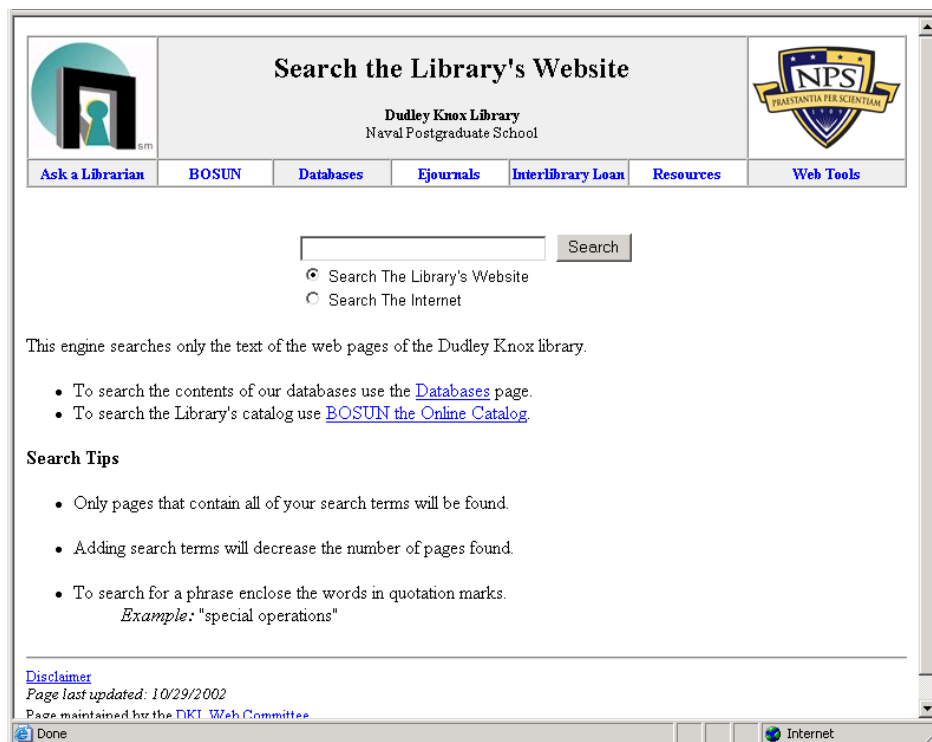 Search the Library's Website
Dudley Knox Library
Naval Postgraduate School
sm
NPS
PRAESTANTIA PER SCIENTIAM
1909
Ask a Librarian BOSUN Databases Ejournals Interlibrary Loan Resources Web Tools
Search
Search The Library's Website
Search The Internet
This engine searches only the text of the web pages of the Dudley Knox library.
• To search the contents of our databases use the Databases page.
• To search the Library's catalog use BOSUN the Online Catalog.
Search Tips
• Only pages that contain all of your search terms will be found.
• Adding search terms will decrease the number of pages found.
• To search for a phrase enclose the words in quotation marks.
Example: "special operations"
Disclaimer
Page last updated: 10/29/2002
Page maintained by the DKL Web Committee
Done Internet